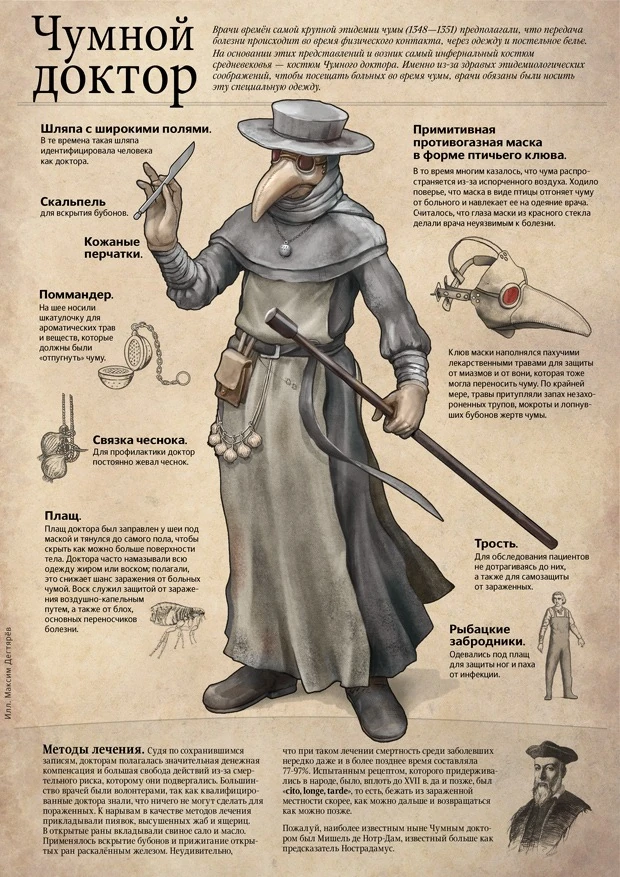 Чумной
доктор
Врачи времён самой крупной эпидемии чумы (1348—1351) предполагали, что передача
болезни происходит во время физического контакта, через одежду и постельное белье.
На основании этих представлений и возник самый инфернальный костюм
средневековья — костюм Чумного доктора. Именно из-за здравых эпидемиологических
соображений, чтобы посещать больных во время чумы, врачи обязаны были носить
эту специальную одежду.
Шляпа с широкими полями.
В те времена такая шляпа
идентифицировала человека
как доктора.
Скальпель
для вскрытия бубонов.
Кожаные
перчатки.
Поммандер.
На шее носили
шкатулочку для
ароматических трав
и веществ, которые
должны были
«отпугнуть» чуму.
Связка чеснока.
Для профилактики доктор
постоянно жевал чеснок.
Плащ.
Плащ доктора был заправлен у шеи под
маской и тянулся до самого пола, чтобы
скрыть как можно больше поверхности
тела. Доктора часто намазывали всю
одежду жиром или воском; полагали,
это снижает шанс заражения от больных
чумой. Воск служил защитой от зараже-
ния воздушно-капельным
путем, а также от блох,
основных переносчиков
болезни.
Примитивная
противогазная маска
в форме птичьего клюва.
В то время многим казалось, что чума распро-
страняется из-за испорченного воздуха. Ходило
поверье, что маска в виде птицы отгоняет чуму
от больного и навлекает ее на одеяние врача.
Считалось, что глаза маски из красного стекла
делали врача неуязвимым к болезни.
Клюв маски наполнялся пахучими
лекарственными травами для защиты
от миазмов и от вони, которая тоже
могла переносить чуму. По крайней
мере, травы притупляли запах незахо-
роненных трупов, мокроты и лопнув-
ших бубонов жертв чумы.
Трость.
Для обследования пациентов
не дотрагиваясь до них,
а также для самозащиты
от зараженных.
Рыбацкие
забродники.
Одевались под плащ
для защиты ног и паха
от инфекции.
Илл. Максим Дегтярёв
Методы лечения. Судя по сохранившимся
записям, докторам полагалась значительная денежная
компенсация и большая свобода действий из-за смер-
тельного риска, которому они подвергались. Большин-
ство врачей были волонтерами, так как квалифициро-
ванные доктора знали, что ничего не могут сделать для
пораженных. К нарывам в качестве методов лечения
прикладывали пиявок, высушенных жаб и ящериц.
В открытые раны вкладывали свиное сало и масло.
Применялось вскрытие бубонов и прижигание откры-
тых ран раскалённым железом. Неудивительно,
что при таком лечении смертность среди заболевших
нередко даже и в более позднее время составляла
77-97%. Испытанным рецептом, которого придержива-
лись в народе, было, вплоть до XVII в. да и позже, был
«cito, longe, tarde», то есть, бежать из зараженной
местности скорее, как можно дальше и возвращаться
как можно позже.
Пожалуй, наиболее известным ныне Чумным докто-
ром был Мишель де Нотр-Дам, известный больше как
предсказатель Нострадамус.